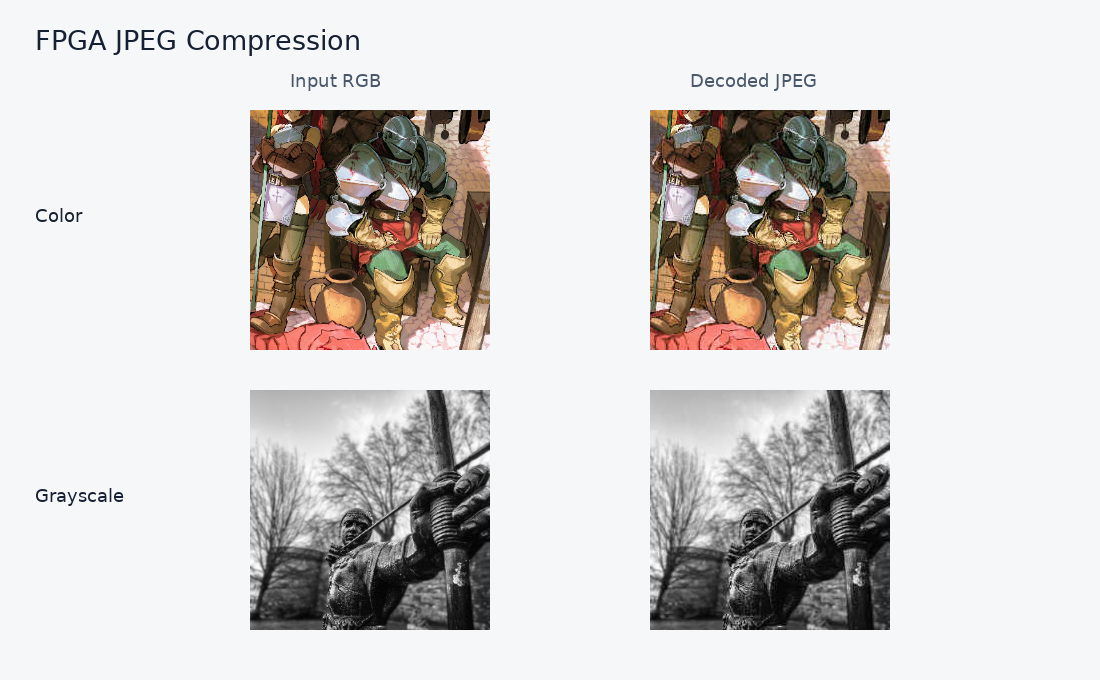 FPGA JPEG Compression
Input RGB
Decoded JPEG
Color
Grayscale